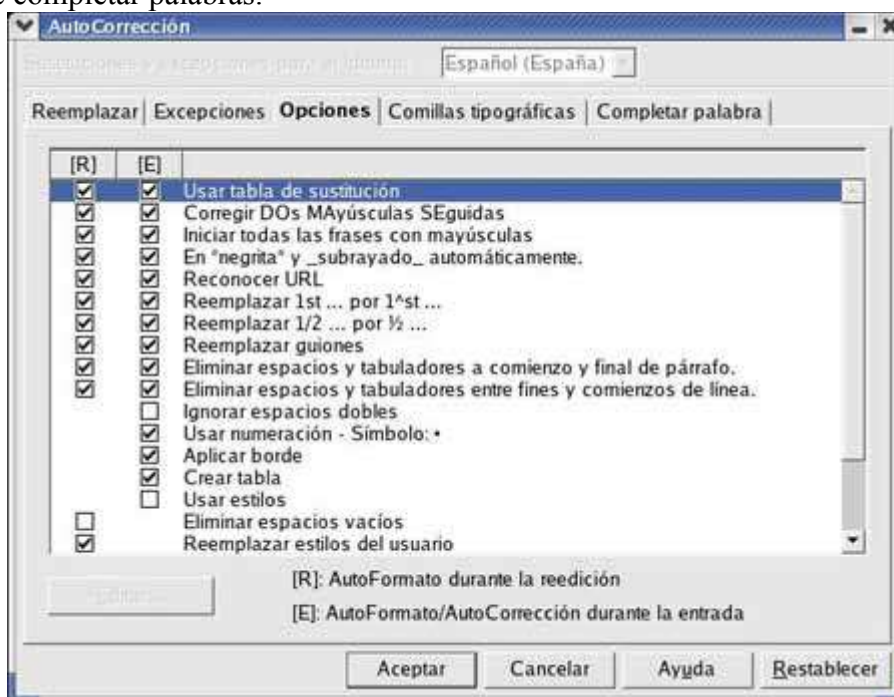 completar palabras.
AutoCorrección
Español (España)
Reemplazar Excepciones Opciones Comillas tipográficas Completar palabra
[R] [E]
Usar tabla de sustitución
Corregir DOs MAyúsculas SEguidas
Iniciar todas las frases con mayúsculas
En *negrita* y _subrayado_ automáticamente.
Reconocer URL
Reemplazar 1st ... por 1^st ...
Reemplazar 1/2 ... por ½ ...
Reemplazar guiones
Eliminar espacios y tabuladores a comienzo y final de párrafo.
Eliminar espacios y tabuladores entre fines y comienzos de línea.
Ignorar espacios dobles
Usar numeración - Símbolo: •
Aplicar borde
Crear tabla
Usar estilos
Eliminar espacios vacíos
Reemplazar estilos del usuario
[R]: AutoFormato durante la reedición
[E]: AutoFormato/AutoCorrección durante la entrada
Aceptar Cancelar Ayuda Restablecer